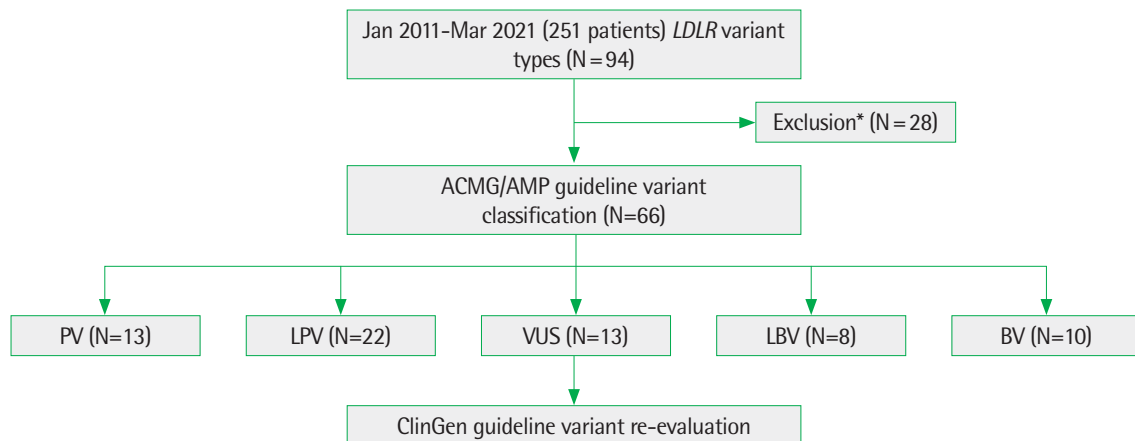 Jan 2011-Mar 2021 (251 patients) LDLR variant
types (N=94)
Exclusion* (N=28)
ACMG/AMP guideline variant
classification (N=66)
PV (N=13)
LPV (N=22)
VUS (N=13)
LBV (N=8)
BV (N=10)
ClinGen guideline variant re-evaluation